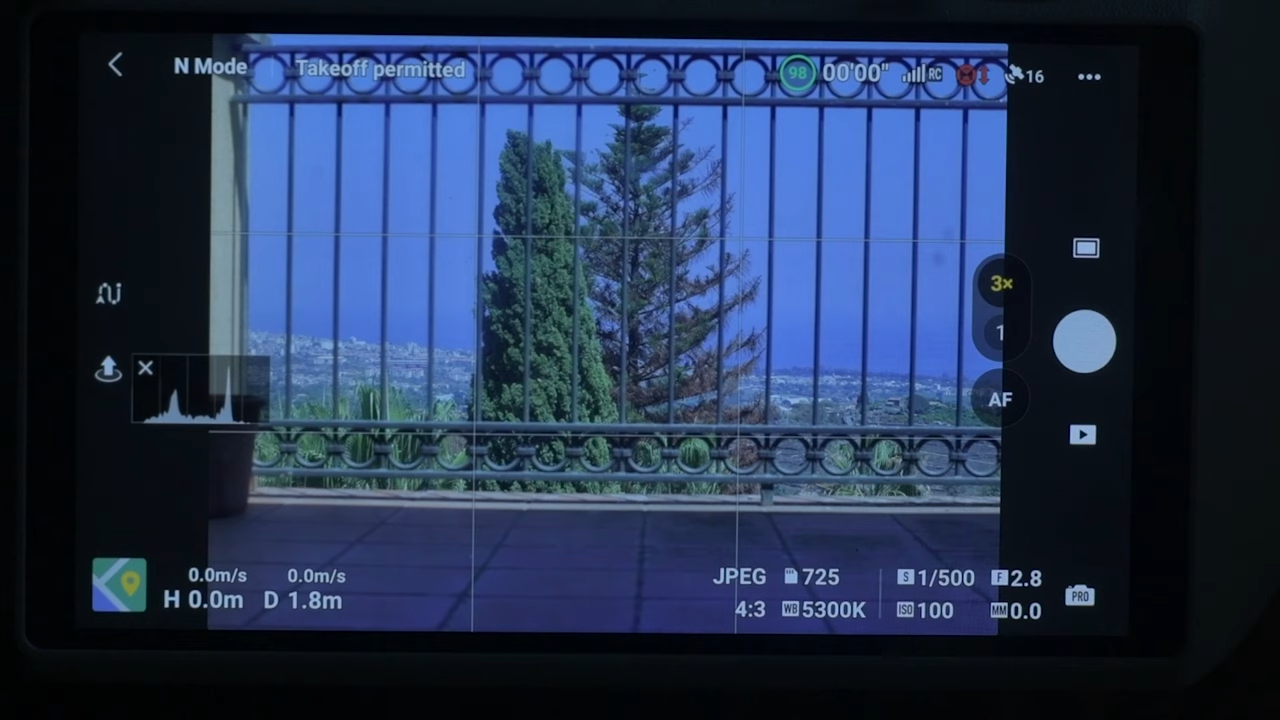 N Mode Takeoff permitted 98 00'00" RC 16
3×
1
AF
0.0m/s 0.0m/s
H 0.0m D 1.8m
JPEG 725 S 1/500 F 2.8
4:3 WB 5300K ISO 100 MM 0.0
PRO